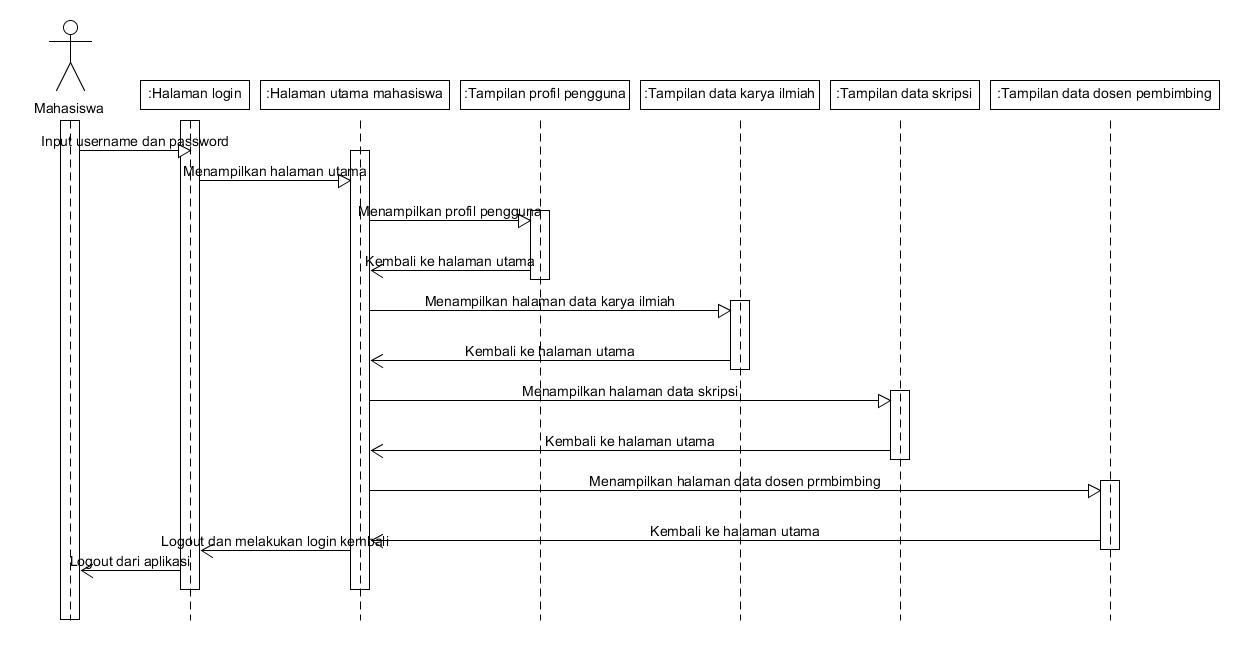 Mahasiswa
:Halaman login
:Halaman utama mahasiswa
:Tampilan profil pengguna
:Tampilan data karya ilmiah
:Tampilan data skripsi
:Tampilan data dosen pembimbing
Input username dan password
Menampilkan halaman utama
Menampilkan profil pengguna
Kembali ke halaman utama
Menampilkan halaman data karya ilmiah
Kembali ke halaman utama
Menampilkan halaman data skripsi
Kembali ke halaman utama
Menampilkan halaman data dosen prmbimbing
Kembali ke halaman utama
Logout dan melakukan login kembali
Logout dari aplikasi